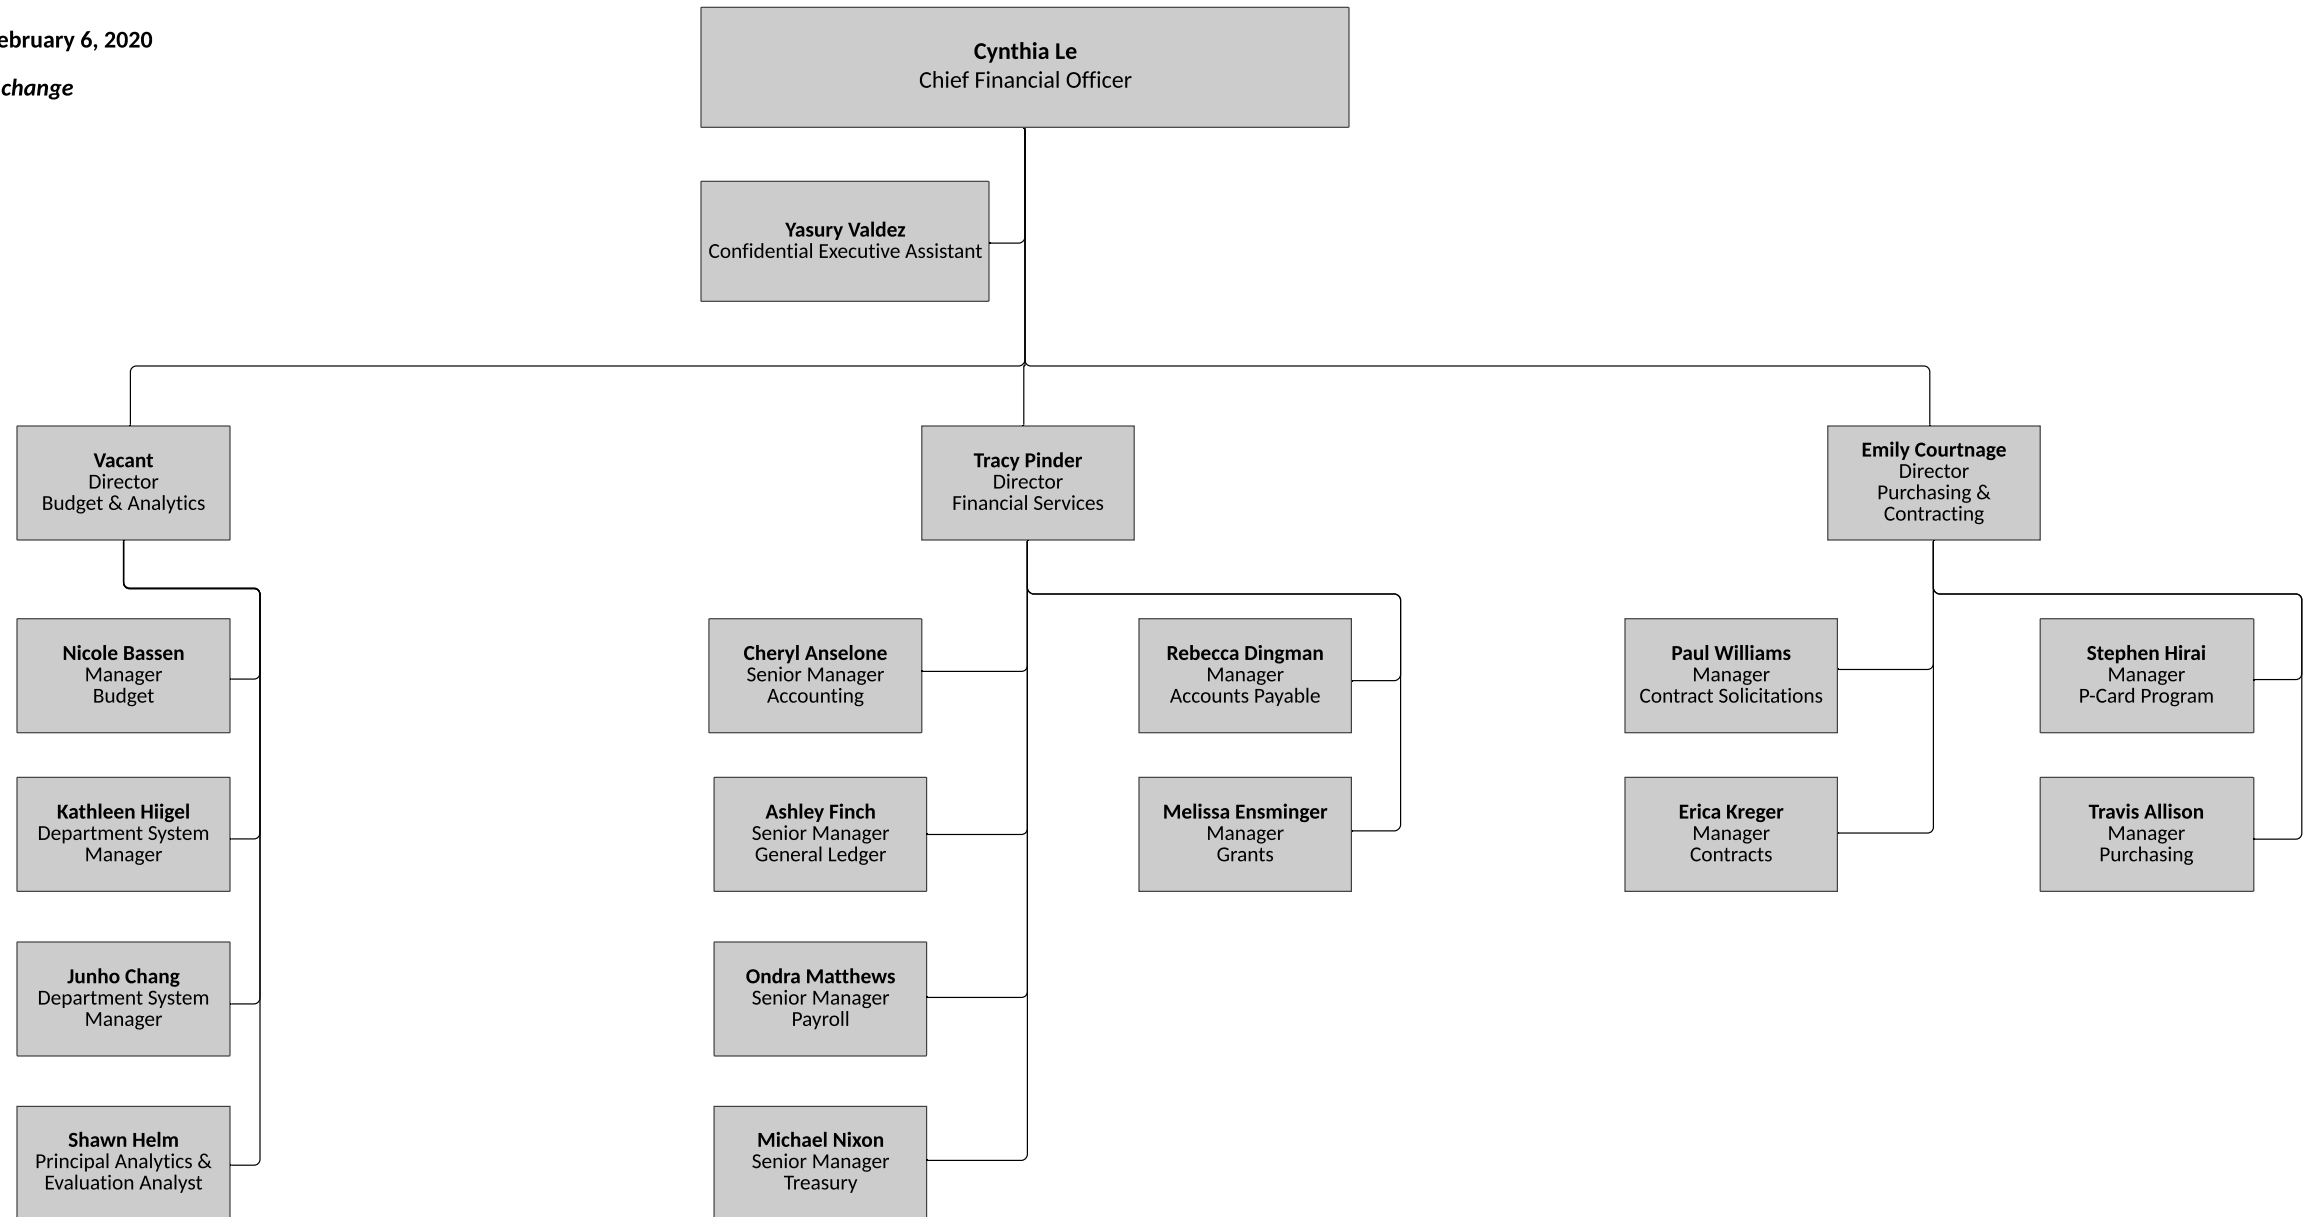 ebruary 6, 2020
change
Cynthia Le
Chief Financial Officer
Yasury Valdez
Confidential Executive Assistant
Vacant
Director
Budget & Analytics
Tracy Pinder
Director
Financial Services
Emily Courtnage
Director
Purchasing &
Contracting
Nicole Bassen
Manager
Budget
Cheryl Anselone
Senior Manager
Accounting
Rebecca Dingman
Manager
Accounts Payable
Paul Williams
Manager
Contract Solicitations
Stephen Hirai
Manager
P-Card Program
Kathleen Hiigel
Department System
Manager
Ashley Finch
Senior Manager
General Ledger
Melissa Ensminger
Manager
Grants
Erica Kreger
Manager
Contracts
Travis Allison
Manager
Purchasing
Junho Chang
Department System
Manager
Ondra Matthews
Senior Manager
Payroll
Shawn Helm
Principal Analytics &
Evaluation Analyst
Michael Nixon
Senior Manager
Treasury